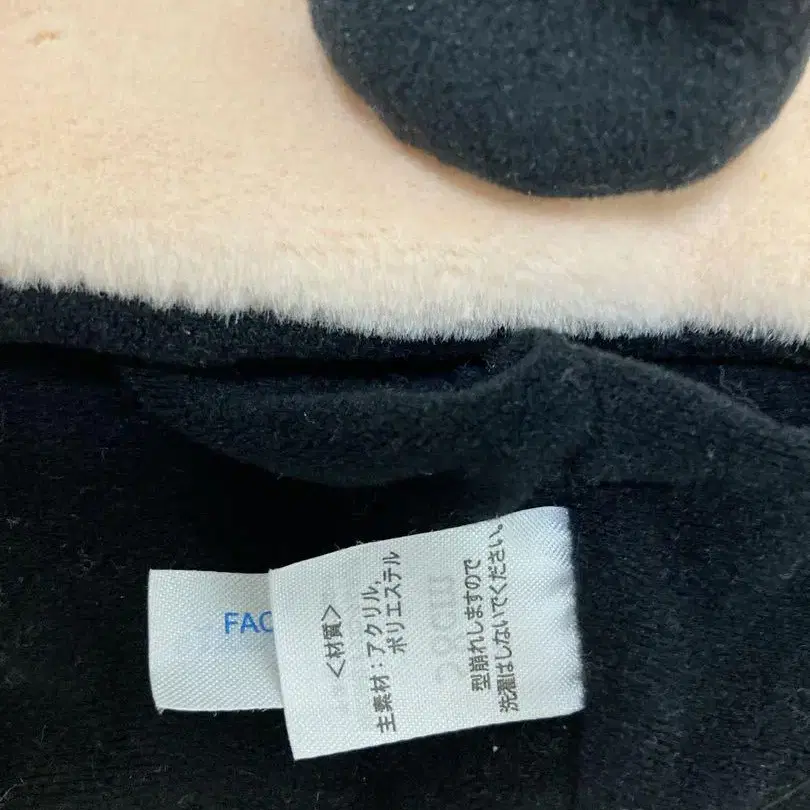 FAC
<材質>
主素材:アクリル,
ポリエステル
型崩れしますので
洗濯はしないでください。